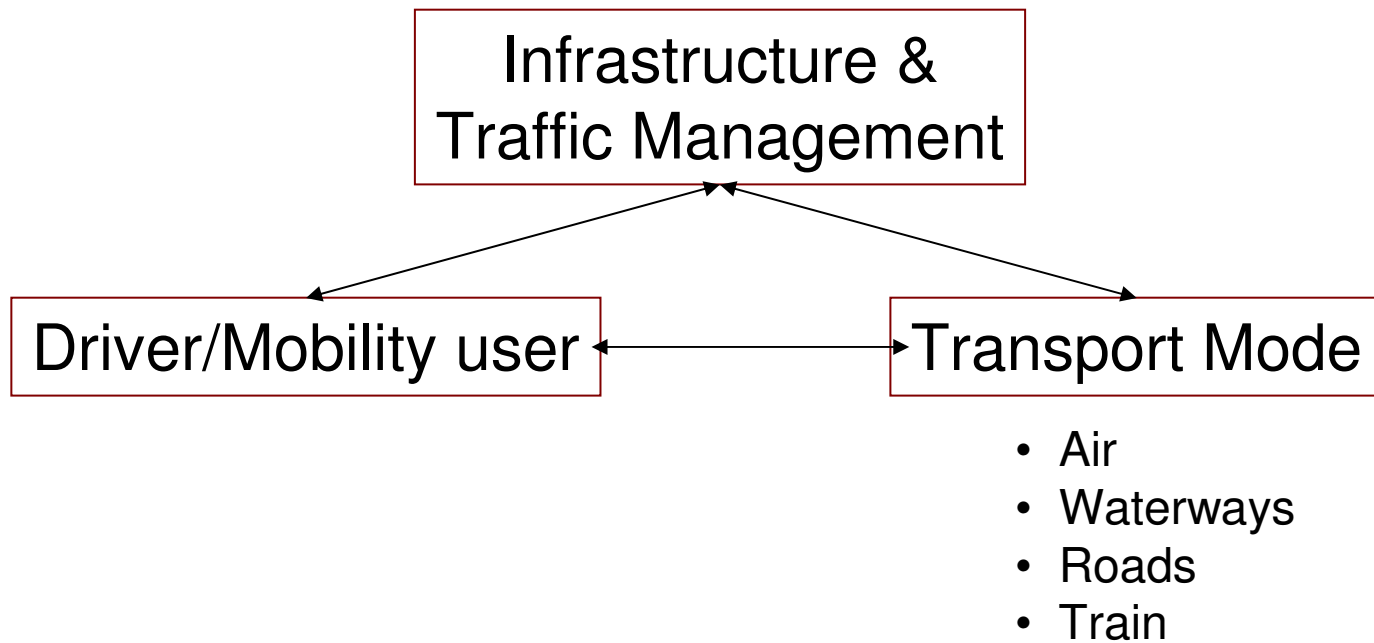 Infrastructure &
Traffic Management
Driver/Mobility user
Transport Mode
• Air
• Waterways
• Roads
• Train